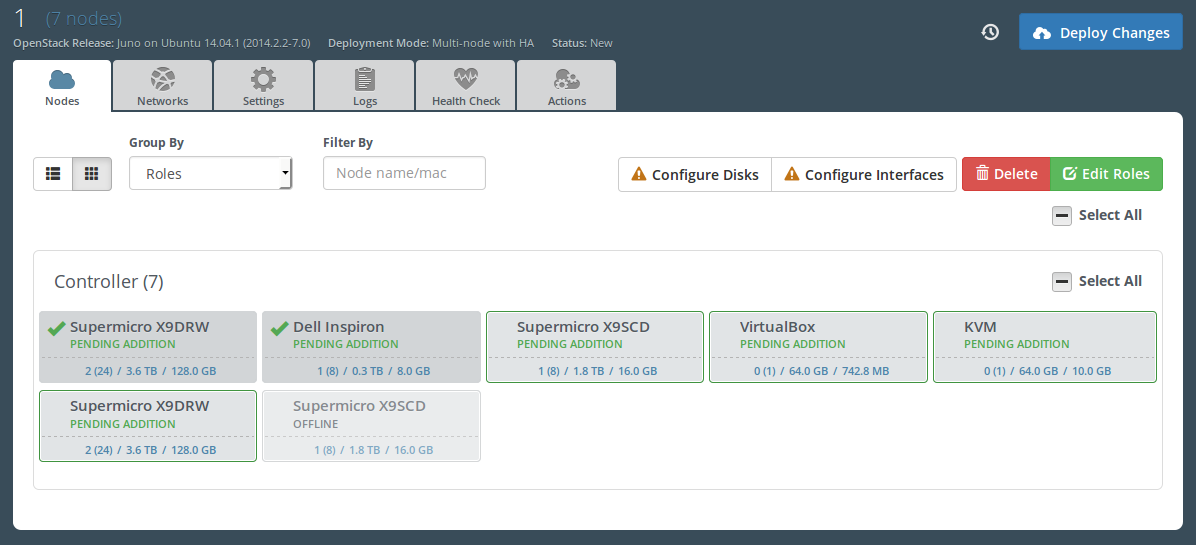 1 (7 nodes)
OpenStack Release: Juno on Ubuntu 14.04.1 (2014.2.2-7.0) Deployment Mode: Multi-node with HA Status: New
Deploy Changes
Nodes Networks Settings Logs Health Check Actions
Group By Filter By
Roles Node name/mac Configure Disks Configure Interfaces Delete Edit Roles
Select All
Controller (7) Select All
Supermicro X9DRW Dell Inspiron Supermicro X9SCD VirtualBox KVM
PENDING ADDITION PENDING ADDITION PENDING ADDITION PENDING ADDITION PENDING ADDITION
2 (24) / 3.6 TB / 128.0 GB 1 (8) / 0.3 TB / 8.0 GB 1 (8) / 1.8 TB / 16.0 GB 0 (1) / 64.0 GB / 742.8 MB 0 (1) / 64.0 GB / 10.0 GB
Supermicro X9DRW Supermicro X9SCD
PENDING ADDITION OFFLINE
2 (24) / 3.6 TB / 128.0 GB 1 (8) / 1.8 TB / 16.0 GB